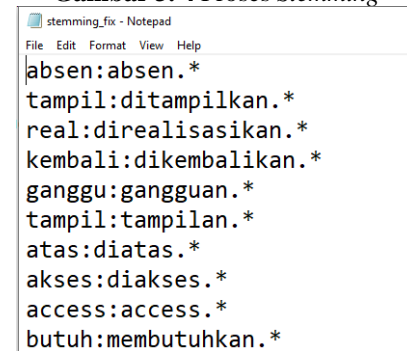 Gambar 3. 4 Proses Stemming
stemming_fix - Notepad
File Edit Format View Help
absen:absen.*
tampil:ditampilkan.*
real:direalisasikan.*
kembali:dikembalikan.*
ganggu:gangguan.*
tampil:tampilan.*
atas:diatas.*
akses:diakses.*
access:access.*
butuh:membutuhkan.*